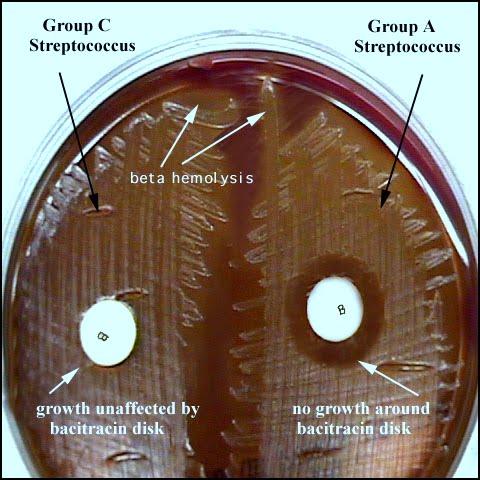 Group C
Streptococcus
Group A
Streptococcus
beta hemolysis
B
B
growth unaffected by
bacitracin disk
no growth around
bacitracin disk